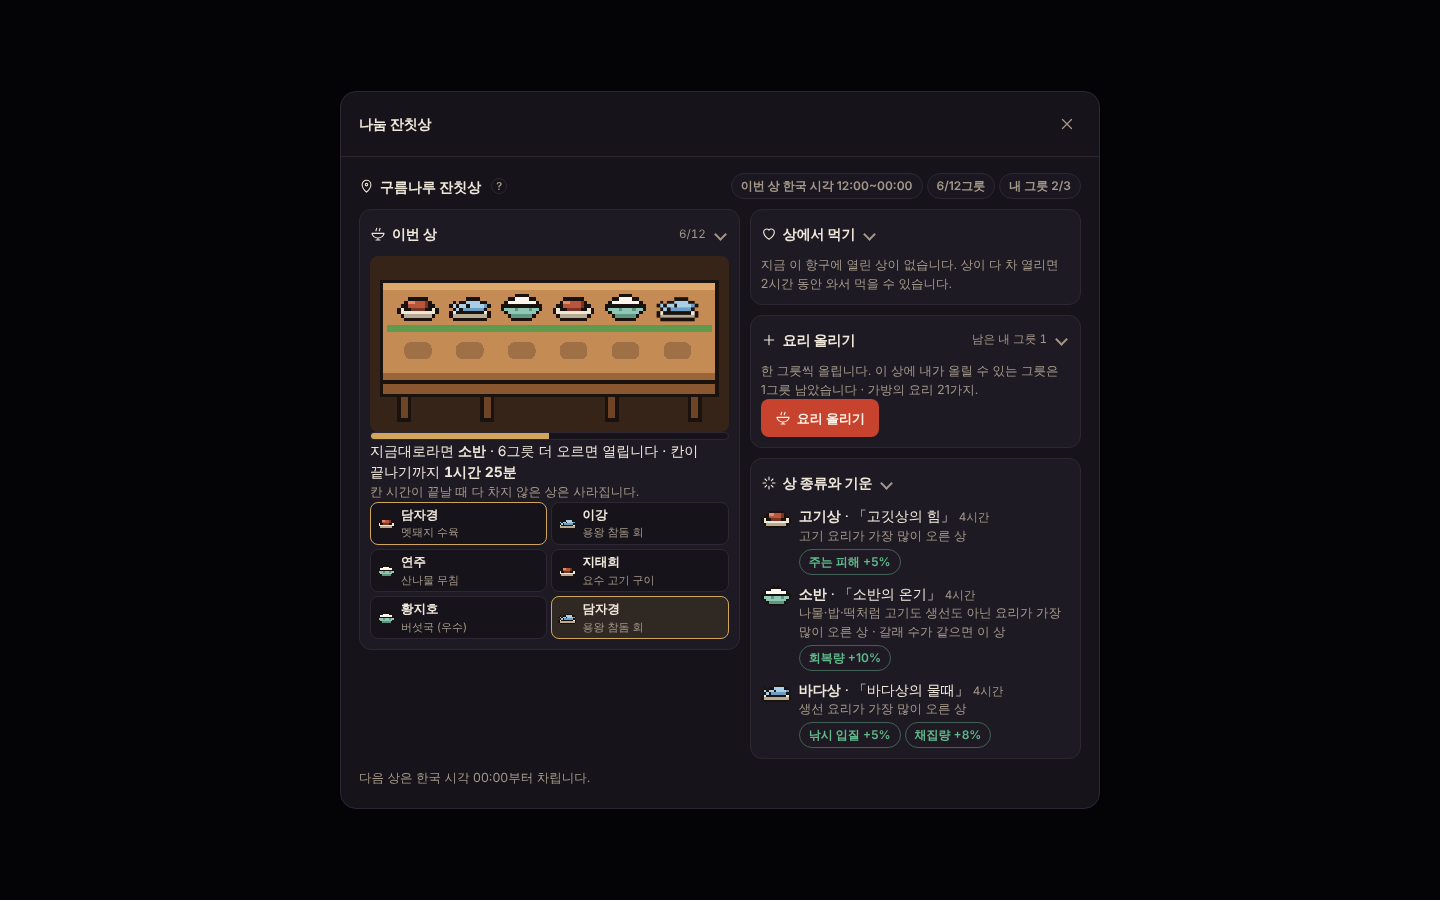 나눔 잔칫상
구름나루 잔칫상 ?
이번 상 한국 시각 12:00~00:00
6/12그릇
내 그릇 2/3
이번 상
6/12
지금대로라면 소반 · 6그릇 더 오르면 열립니다 · 칸이
끝나기까지 1시간 25분
칸 시간이 끝날 때 다 차지 않은 상은 사라집니다.
담자경
멧돼지 수육
이강
용왕 참돔 회
연주
산나물 무침
지태희
요수 고기 구이
황지호
버섯국 (우수)
담자경
용왕 참돔 회
상에서 먹기
지금 이 항구에 열린 상이 없습니다. 상이 다 차 열리면
2시간 동안 와서 먹을 수 있습니다.
요리 올리기
남은 내 그릇 1
한 그릇씩 올립니다. 이 상에 내가 올릴 수 있는 그릇은
1그릇 남았습니다 · 가방의 요리 21가지.
요리 올리기
상 종류와 기운
고기상 · 「고깃상의 힘」 4시간
고기 요리가 가장 많이 오른 상
주는 피해 +5%
소반 · 「소반의 온기」 4시간
나물·밥·떡처럼 고기도 생선도 아닌 요리가 가장
많이 오른 상 · 갈래 수가 같으면 이 상
회복량 +10%
바다상 · 「바다상의 물때」 4시간
생선 요리가 가장 많이 오른 상
낚시 입질 +5%
채집량 +8%
다음 상은 한국 시각 00:00부터 차립니다.